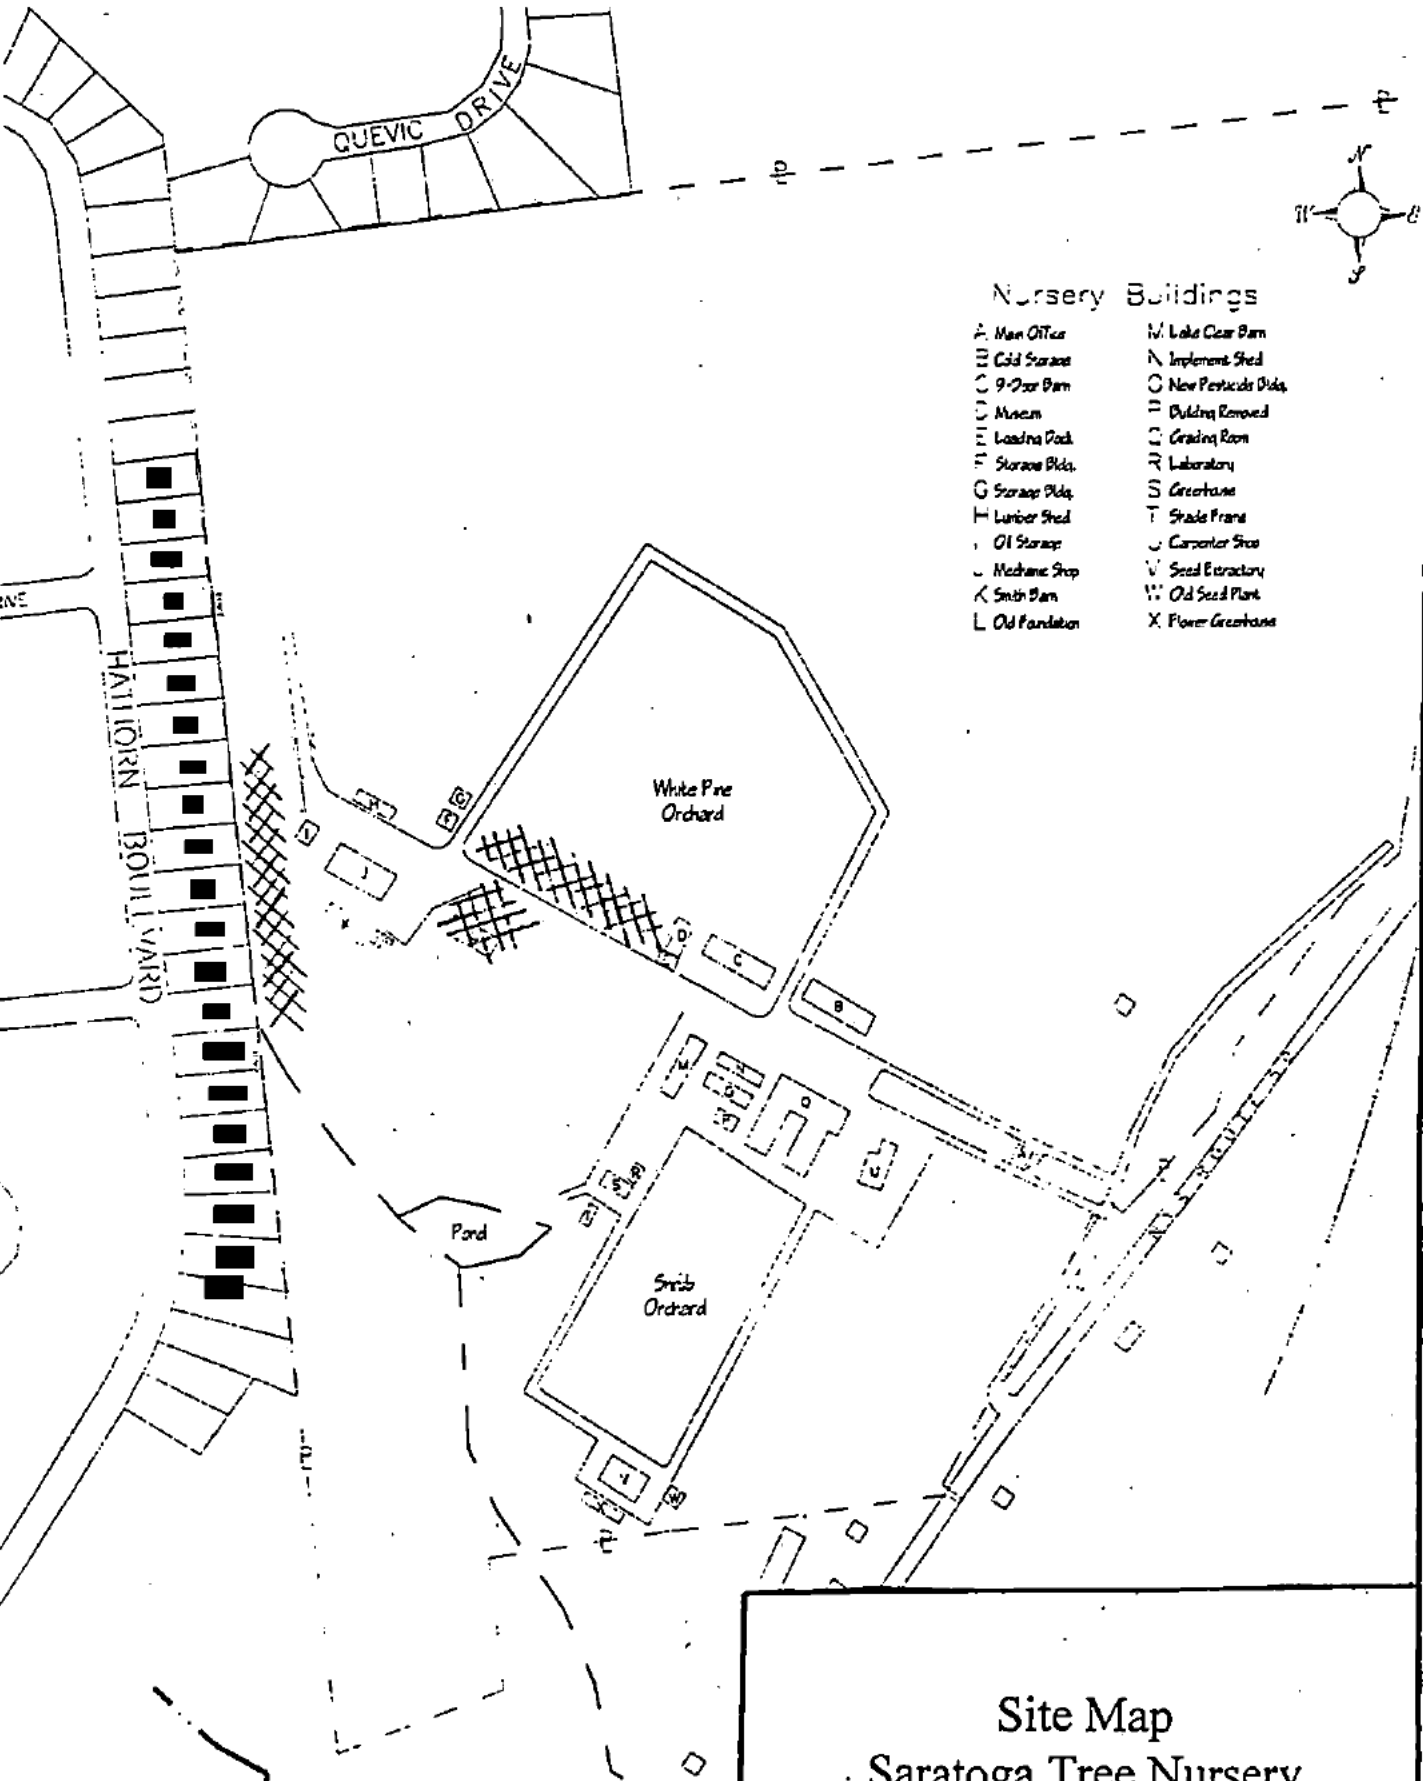 QUEVIC DRIVE
N
W E
S
Nursery Buildings
A Main Office
B Cold Storage
C 9-Door Barn
D Museum
E Loading Dock
F Storage Bldg.
G Storage Bldg.
H Lumber Shed
I Oil Storage
J Mechanic Shop
K Smith Barn
L Old Foundation
M Lake Clear Barn
N Implement Shed
O New Pesticide Bldg.
P Building Removed
Q Grading Room
R Laboratory
S Greenhouse
T Shade Frame
U Carpenter Shop
V Seed Extractory
W Old Seed Plant
X Flower Greenhouse
HATHORN BOULEVARD
White Pine
Orchard
G
J
K
D
C
B
M
N
Q
S
Pond
Shrub
Orchard
W
Site Map
Saratoga Tree Nursery